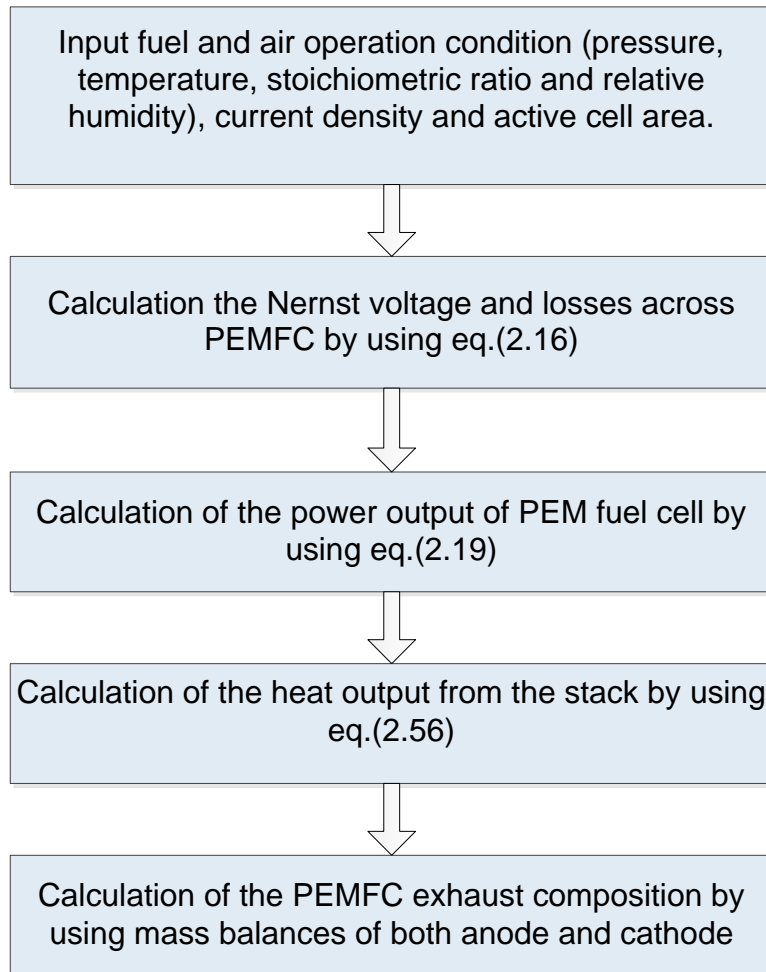 Input fuel and air operation condition (pressure,
temperature, stoichiometric ratio and relative
humidity), current density and active cell area.
Calculation the Nernst voltage and losses across
PEMFC by using eq.(2.16)
Calculation of the power output of PEM fuel cell by
using eq.(2.19)
Calculation of the heat output from the stack by using
eq.(2.56)
Calculation of the PEMFC exhaust composition by
using mass balances of both anode and cathode